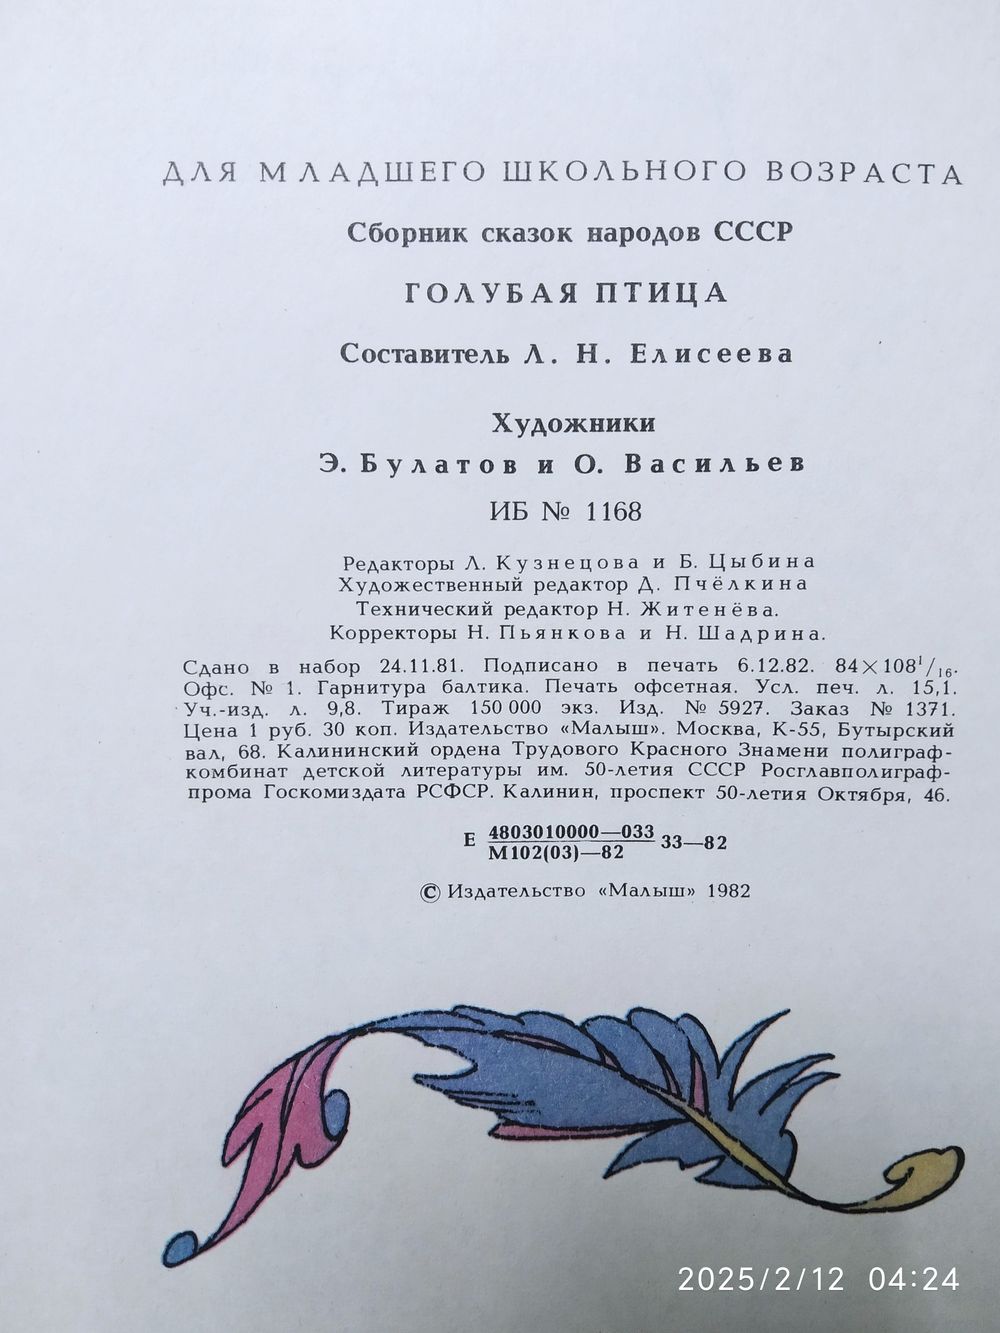 ДЛЯ МЛАДШЕГО ШКОЛЬНОГО ВОЗРАСТА
Сборник сказок народов СССР
ГОЛУБАЯ ПТИЦА
Составитель Л. Н. Елисеева
Художники
Э. Булатов и О. Васильев
ИБ № 1168
Редакторы Л. Кузнецова и Б. Цыбина
Художественный редактор Д. Пчёлкина
Технический редактор Н. Житенёва.
Корректоры Н. Пьянкова и Н. Шадрина.
Сдано в набор 24.11.81. Подписано в печать 6.12.82. 84×108¹/₁₆.
Офс. № 1. Гарнитура балтика. Печать офсетная. Усл. печ. л. 15,1.
Уч.-изд. л. 9,8. Тираж 150 000 экз. Изд. № 5927. Заказ № 1371.
Цена 1 руб. 30 коп. Издательство «Малыш». Москва, К-55, Бутырский
вал, 68. Калининский ордена Трудового Красного Знамени полиграф-
комбинат детской литературы им. 50-летия СССР Росглавполиграф-
прома Госкомиздата РСФСР. Калинин, проспект 50-летия Октября, 46.
Е 4803010000—033 33—82
М102(03)—82
© Издательство «Малыш» 1982
2025/2/12 04:24